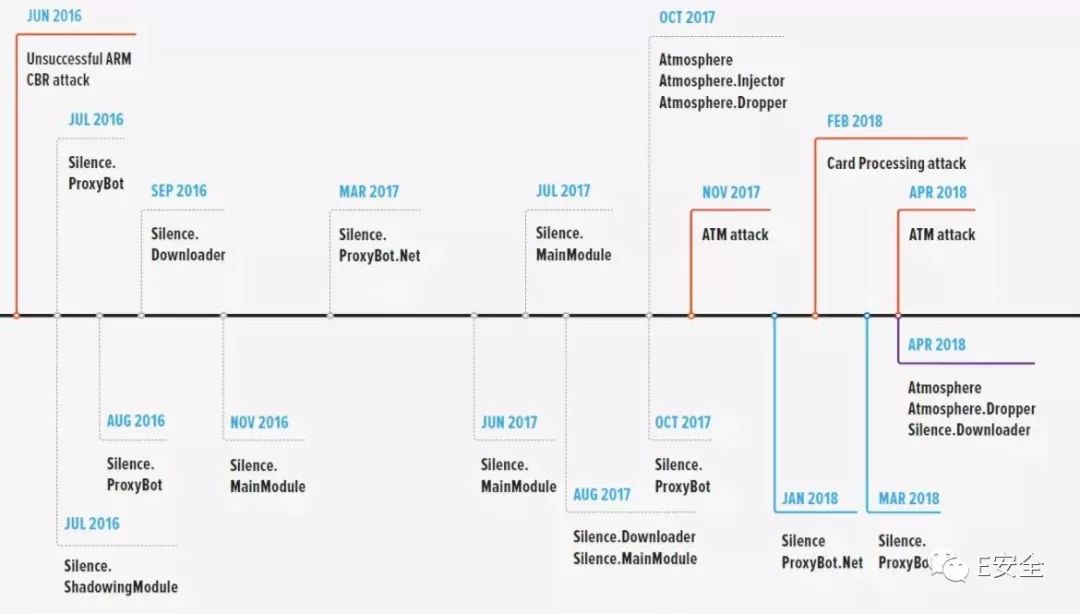 JUN 2016
Unsuccessful ARM
CBR attack
JUL 2016
Silence.
ProxyBot
SEP 2016
Silence.
Downloader
MAR 2017
Silence.
ProxyBot.Net
JUL 2017
Silence.
MainModule
OCT 2017
Atmosphere
Atmosphere.Injector
Atmosphere.Dropper
NOV 2017
ATM attack
FEB 2018
Card Processing attack
APR 2018
ATM attack
JUL 2016
Silence.
ShadowingModule
AUG 2016
Silence.
ProxyBot
NOV 2016
Silence.
MainModule
JUN 2017
Silence.
MainModule
AUG 2017
Silence.Downloader
Silence.MainModule
OCT 2017
Silence.
ProxyBot
JAN 2018
Silence
ProxyBot.Net
MAR 2018
Silence.
APR 2018
Atmosphere
Atmosphere.Dropper
Silence.Downloader
E安全